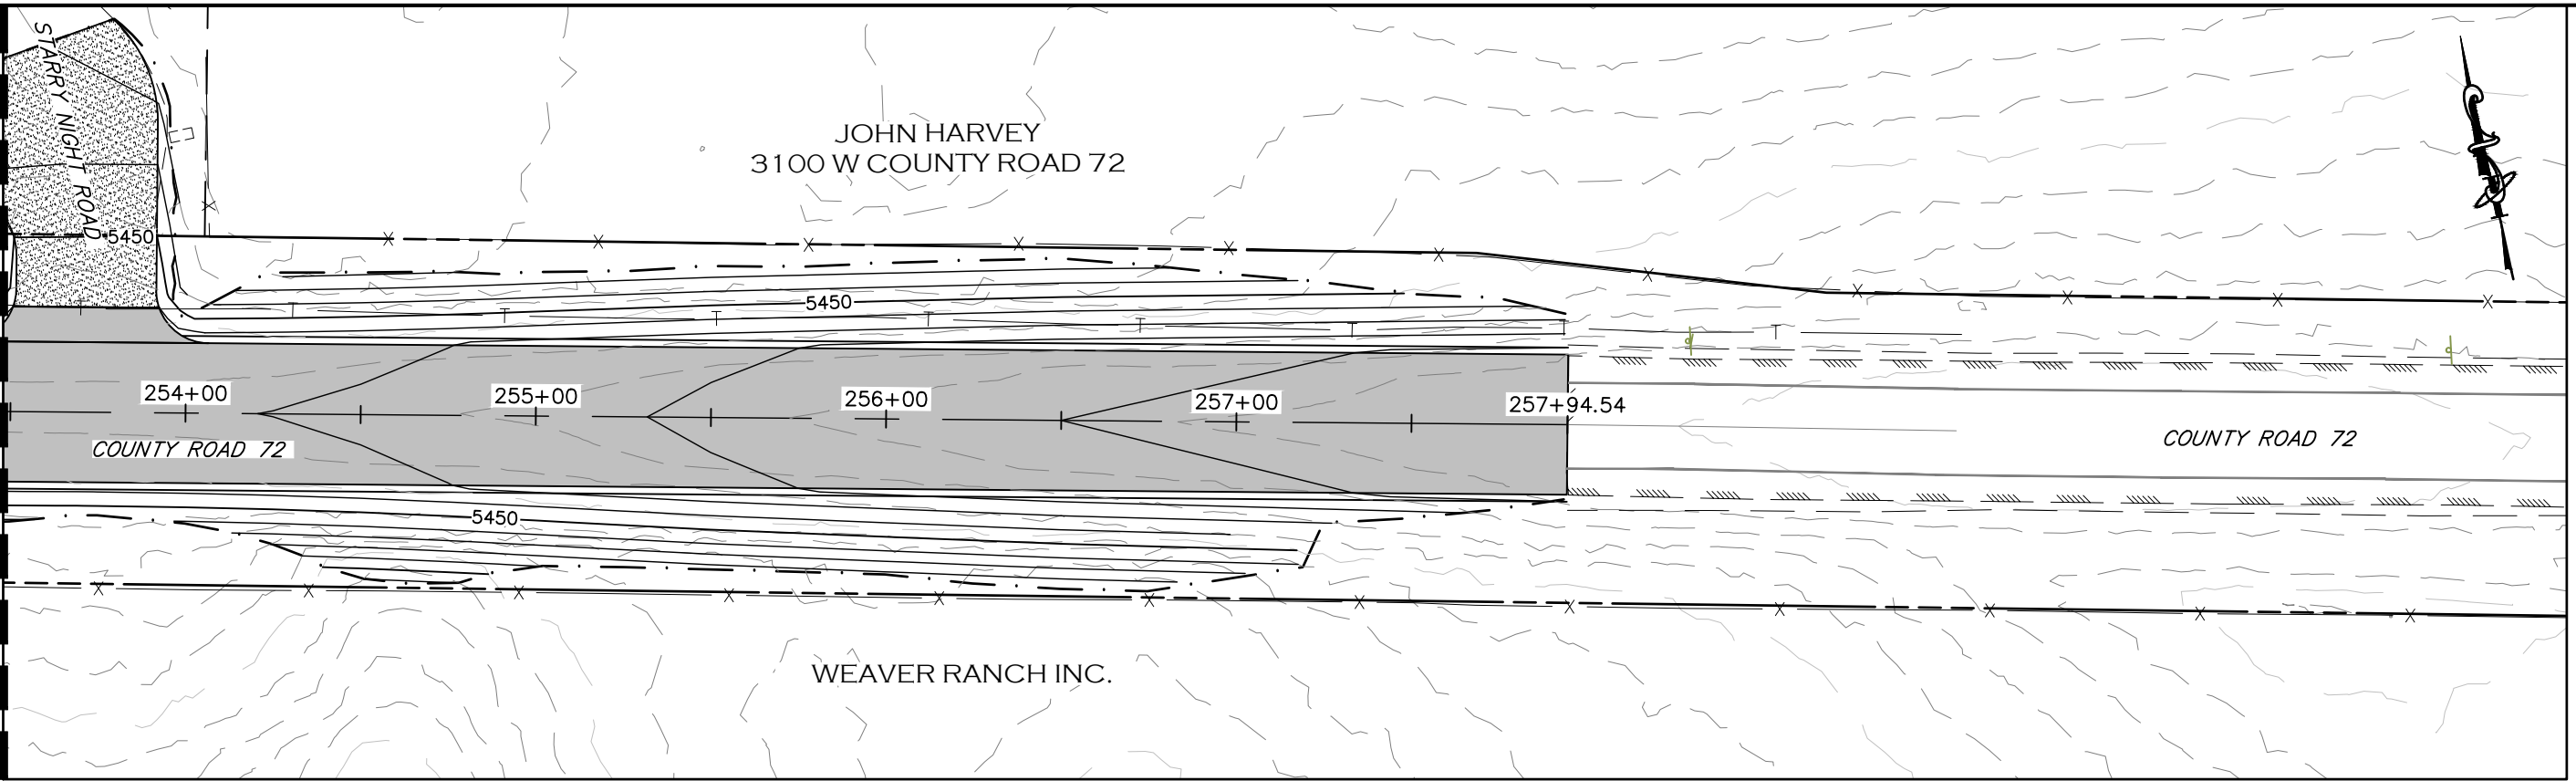 STARRY NIGHT ROAD
JOHN HARVEY
3100 W COUNTY ROAD 72
5450
5450
T T T T T T T T T
254+00
255+00
256+00
257+00
257+94.54
COUNTY ROAD 72
COUNTY ROAD 72
5450
WEAVER RANCH INC.